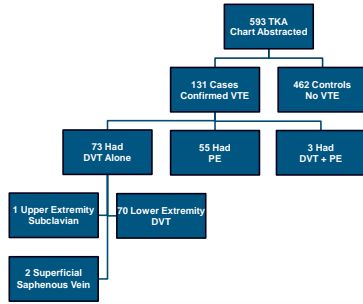 593 TKA
Chart Abstracted
131 Cases
Confirmed VTE
462 Controls
No VTE
73 Had
DVT Alone
55 Had
PE
3 Had
DVT + PE
1 Upper Extremity
Subclavian
70 Lower Extremity
DVT
2 Superficial
Saphenous Vein